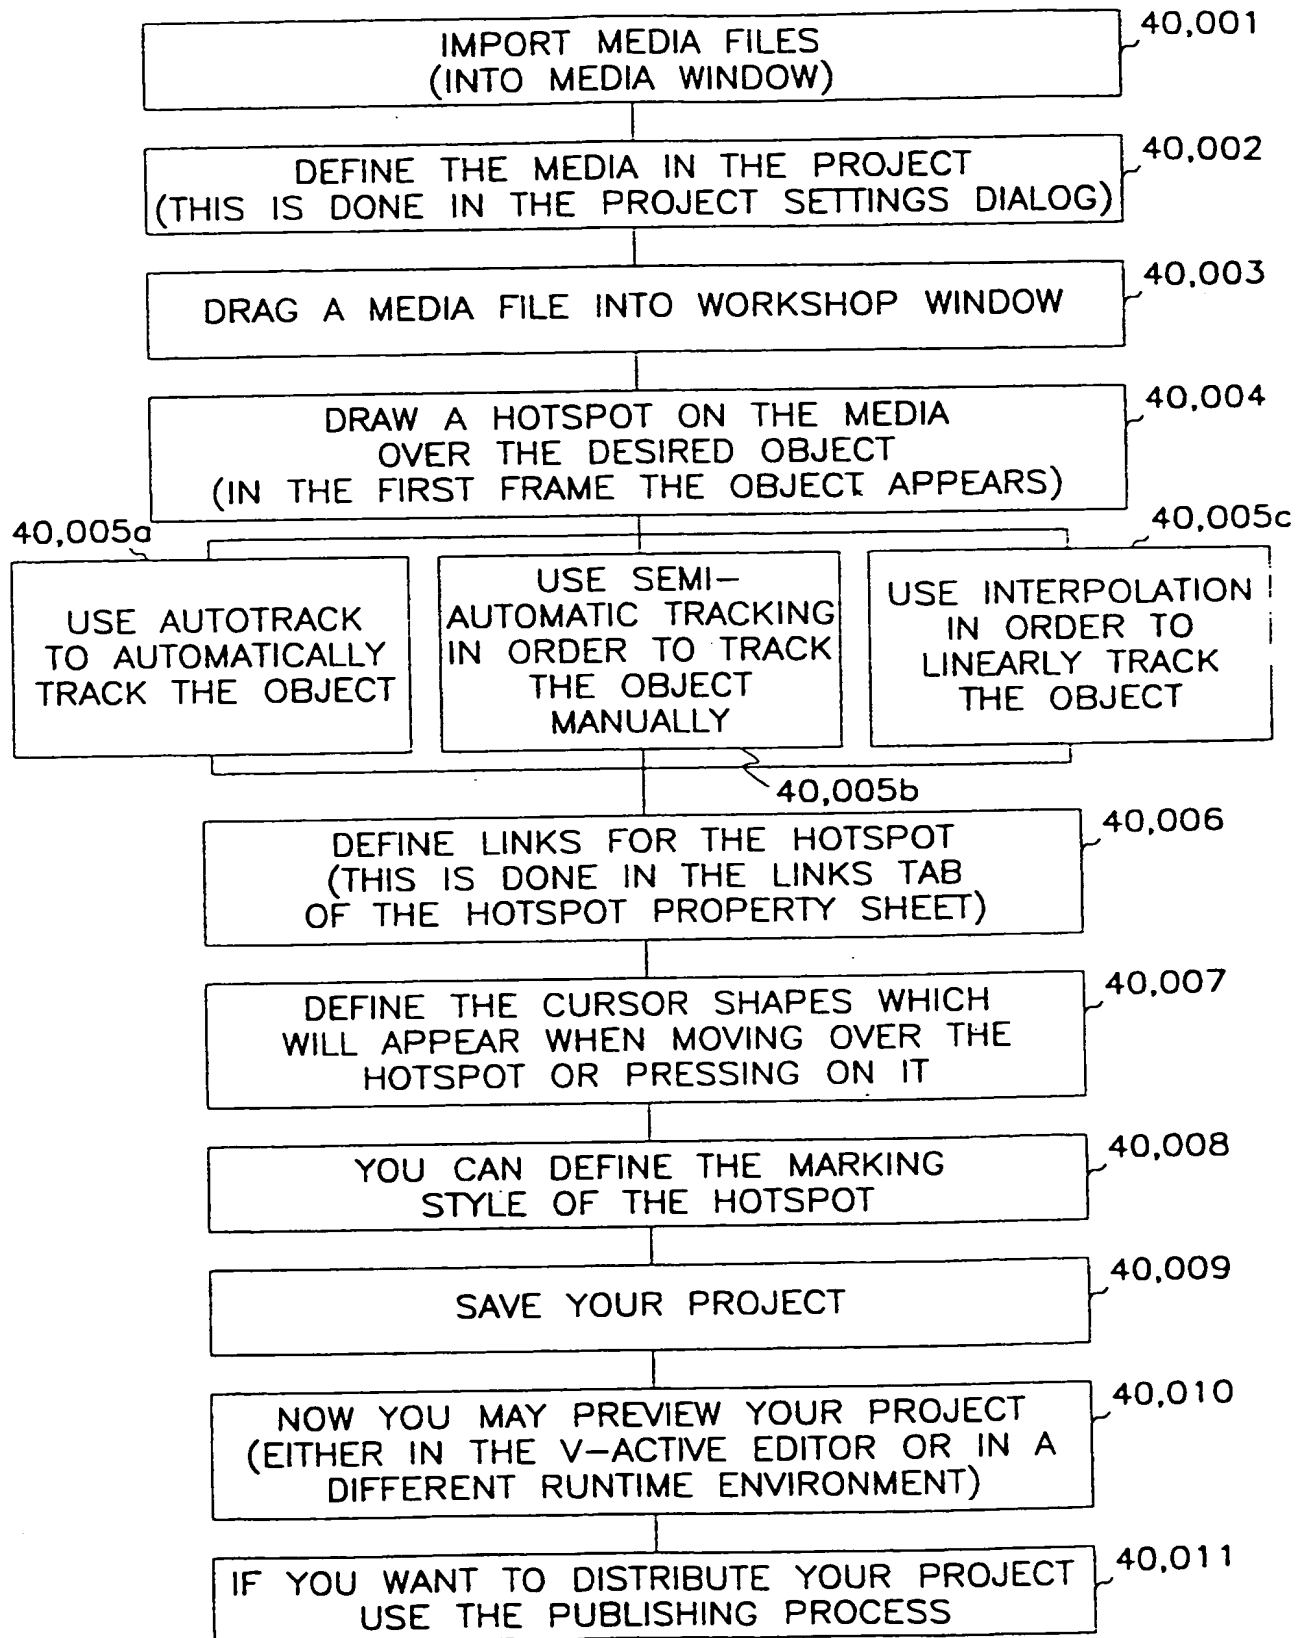 40,001
IMPORT MEDIA FILES
(INTO MEDIA WINDOW)
40,002
DEFINE THE MEDIA IN THE PROJECT
(THIS IS DONE IN THE PROJECT SETTINGS DIALOG)
40,003
DRAG A MEDIA FILE INTO WORKSHOP WINDOW
40,004
DRAW A HOTSPOT ON THE MEDIA
OVER THE DESIRED OBJECT
(IN THE FIRST FRAME THE OBJECT APPEARS)
40,005a
USE AUTOTRACK
TO AUTOMATICALLY
TRACK THE OBJECT
USE SEMI-
AUTOMATIC TRACKING
IN ORDER TO TRACK
THE OBJECT
MANUALLY
40,005b
40,005c
USE INTERPOLATION
IN ORDER TO
LINEARLY TRACK
THE OBJECT
40,006
DEFINE LINKS FOR THE HOTSPOT
(THIS IS DONE IN THE LINKS TAB
OF THE HOTSPOT PROPERTY SHEET)
40,007
DEFINE THE CURSOR SHAPES WHICH
WILL APPEAR WHEN MOVING OVER THE
HOTSPOT OR PRESSING ON IT
40,008
YOU CAN DEFINE THE MARKING
STYLE OF THE HOTSPOT
40,009
SAVE YOUR PROJECT
40,010
NOW YOU MAY PREVIEW YOUR PROJECT
(EITHER IN THE V-ACTIVE EDITOR OR IN A
DIFFERENT RUNTIME ENVIRONMENT)
40,011
IF YOU WANT TO DISTRIBUTE YOUR PROJECT
USE THE PUBLISHING PROCESS